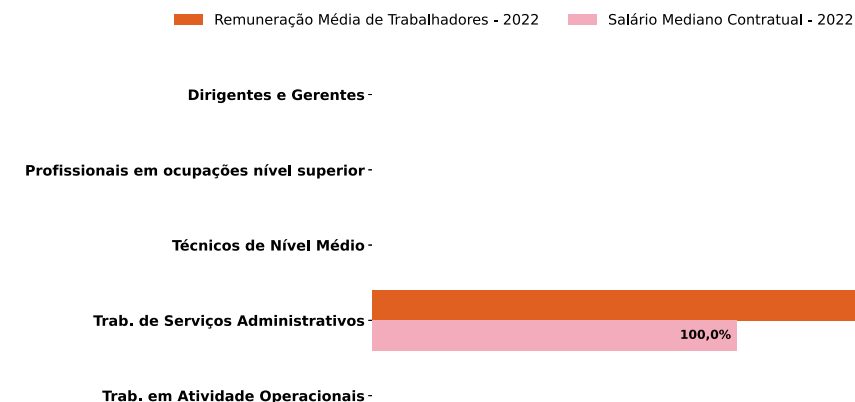 Remuneração Média de Trabalhadores - 2022 Salário Mediano Contratual - 2022
Dirigentes e Gerentes
Profissionais em ocupações nível superior
Técnicos de Nível Médio
Trab. de Serviços Administrativos
100,0%
Trab. em Atividade Operacionais